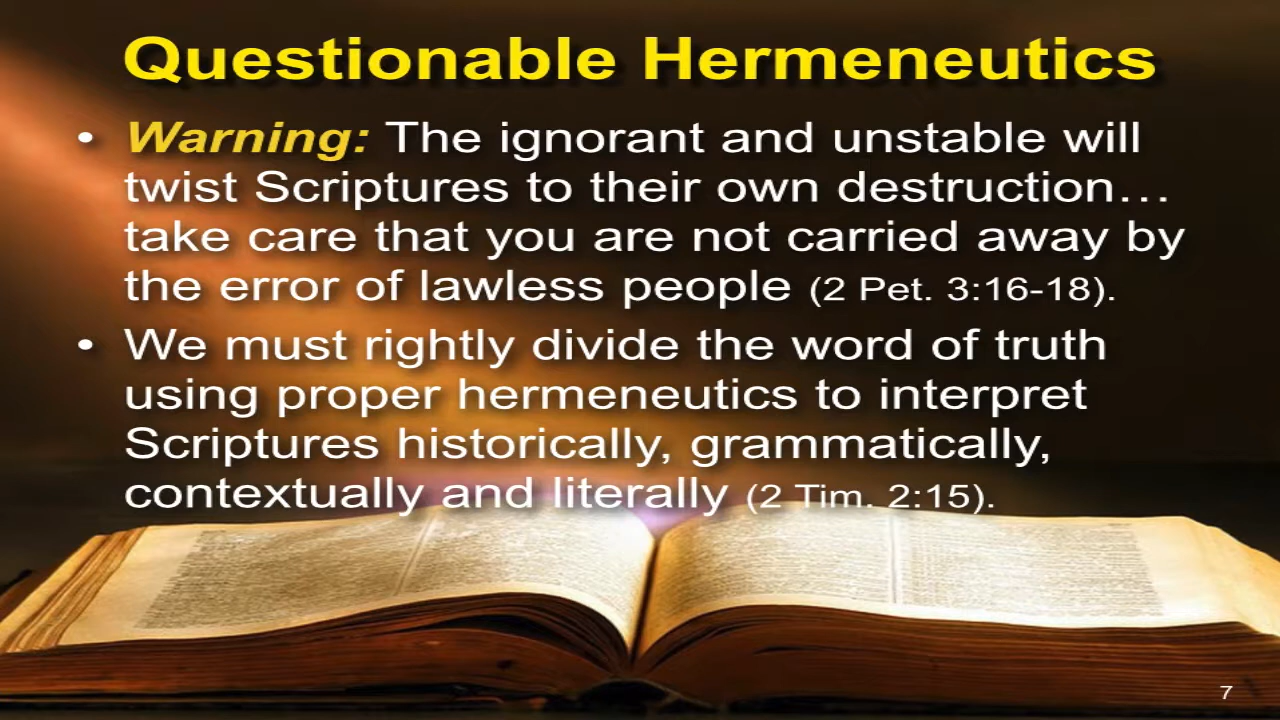 Questionable Hermeneutics
• Warning: The ignorant and unstable will
twist Scriptures to their own destruction…
take care that you are not carried away by
the error of lawless people (2 Pet. 3:16-18).
• We must rightly divide the word of truth
using proper hermeneutics to interpret
Scriptures historically, grammatically,
contextually and literally (2 Tim. 2:15).
7